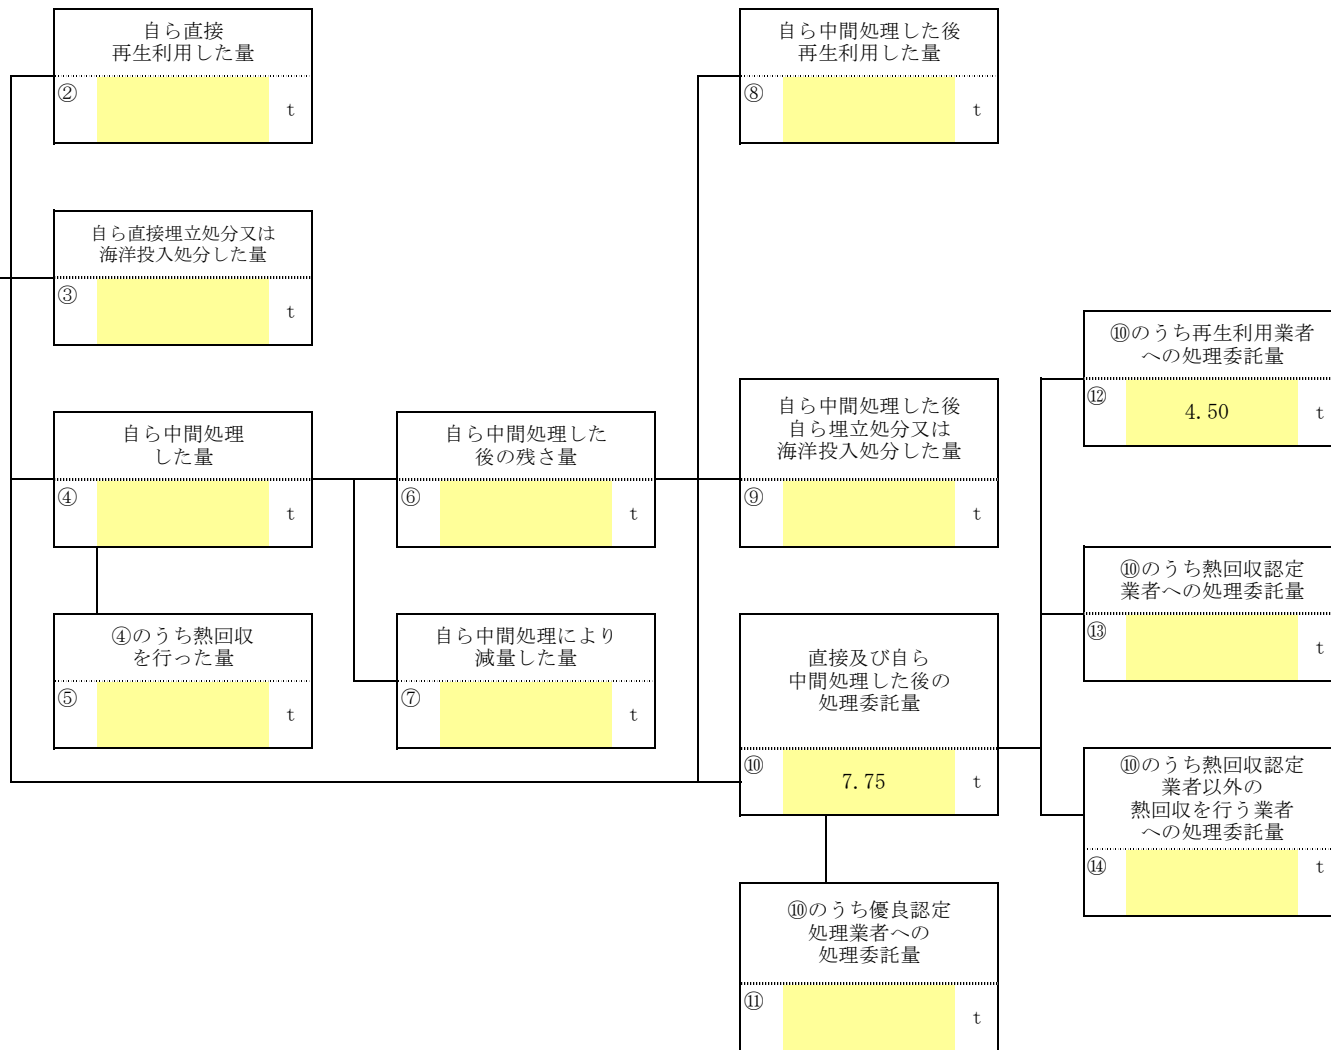 自ら直接
再生利用した量
②
t
自ら中間処理した後
再生利用した量
⑧
t
自ら直接埋立処分又は
海洋投入処分した量
③
t
⑩のうち再生利用業者
への処理委託量
⑫
4.50
t
自ら中間処理
した量
④
t
自ら中間処理した
後の残さ量
⑥
t
自ら中間処理した後
自ら埋立処分又は
海洋投入処分した量
⑨
t
⑩のうち熱回収認定
業者への処理委託量
⑬
t
④のうち熱回収
を行った量
⑤
t
自ら中間処理により
減量した量
⑦
t
直接及び自ら
中間処理した後の
処理委託量
⑩
7.75
t
⑩のうち熱回収認定
業者以外の
熱回収を行う業者
への処理委託量
⑭
t
⑩のうち優良認定
処理業者への
処理委託量
⑪
t